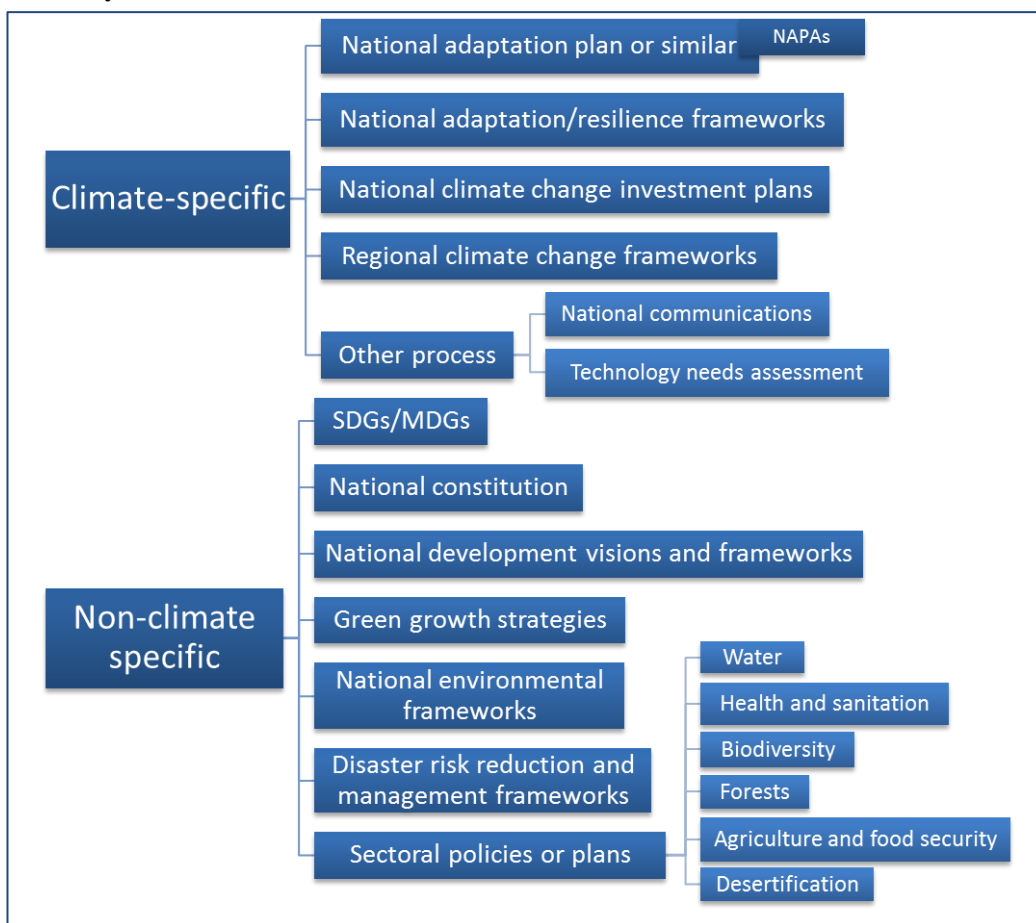 National adaptation plan or similar
NAPAs
National adaptation/resilience frameworks
Climate-specific
National climate change investment plans
Regional climate change frameworks
National communications
Other process
Technology needs assessment
SDGs/MDGs
National constitution
National development visions and frameworks
Non-climate
specific
Green growth strategies
National environmental
frameworks
Disaster risk reduction and
management frameworks
Sectoral policies or plans
Water
Health and sanitation
Biodiversity
Forests
Agriculture and food security
Desertification